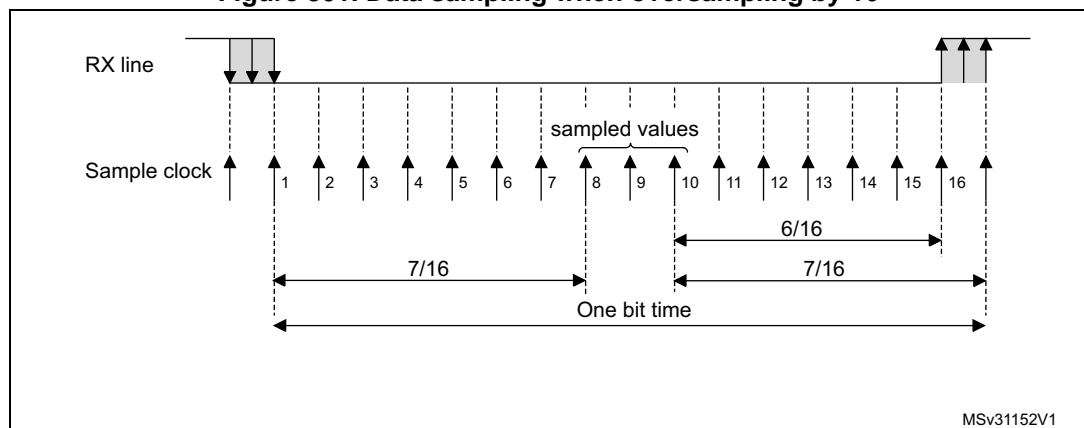 Data sampling when oversampling by 16
RX line
sampled values
Sample clock
1 2 3 4 5 6 7 8 9 10 11 12 13 14 15 16
6/16
7/16 7/16
One bit time
MSv31152V1